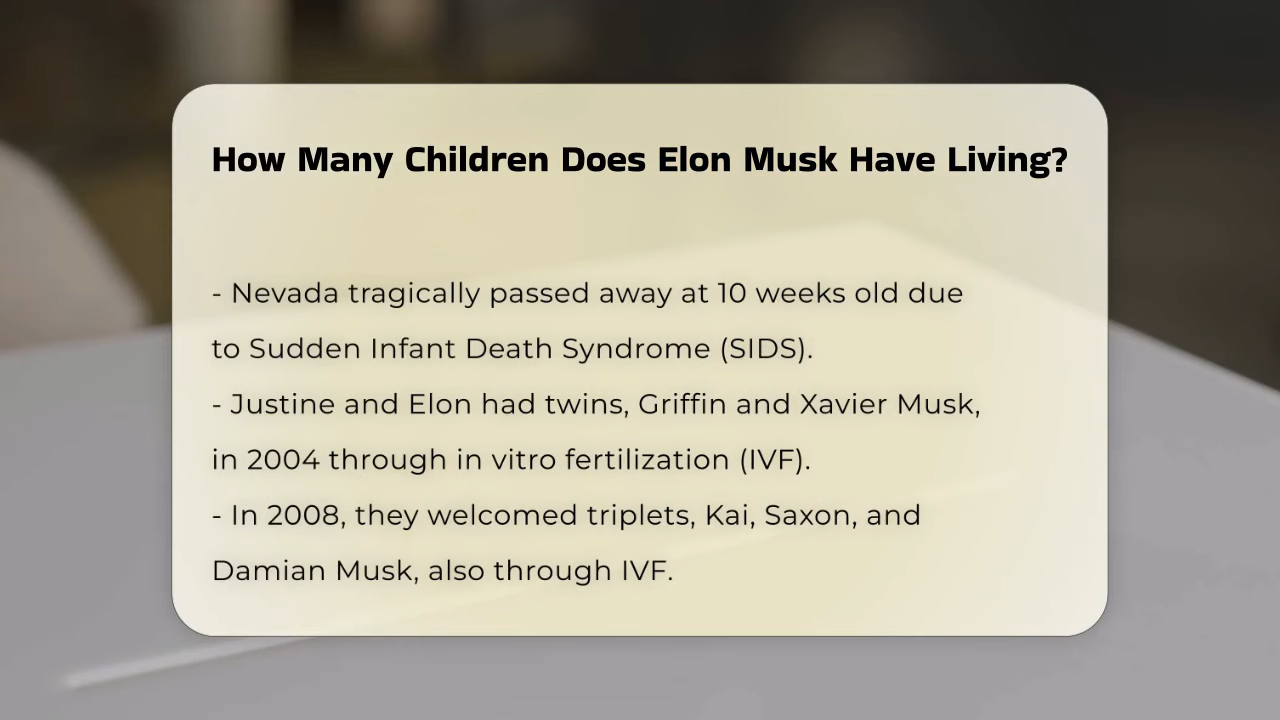 How Many Children Does Elon Musk Have Living?
- Nevada tragically passed away at 10 weeks old due
to Sudden Infant Death Syndrome (SIDS).
- Justine and Elon had twins, Griffin and Xavier Musk,
in 2004 through in vitro fertilization (IVF).
- In 2008, they welcomed triplets, Kai, Saxon, and
Damian Musk, also through IVF.